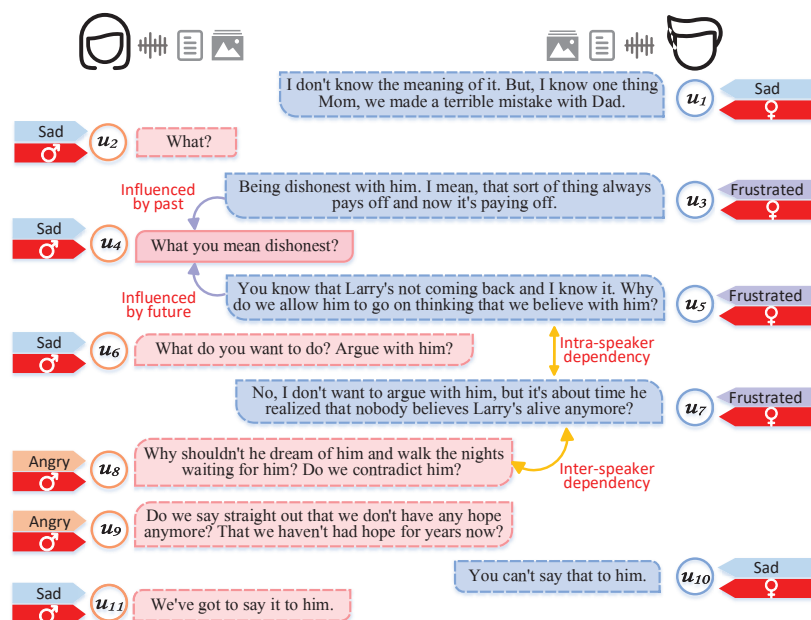 I don't know the meaning of it. But, I know one thing
Mom, we made a terrible mistake with Dad.
u1
Sad
Sad
u2
What?
Influenced
by past
Being dishonest with him. I mean, that sort of thing always
pays off and now it's paying off.
u3
Frustrated
Sad
u4
What you mean dishonest?
Influenced
by future
You know that Larry's not coming back and I know it. Why
do we allow him to go on thinking that we believe with him?
u5
Frustrated
Sad
u6
What do you want to do? Argue with him?
Intra-speaker
dependency
No, I don't want to argue with him, but it's about time he
realized that nobody believes Larry's alive anymore?
u7
Frustrated
Angry
u8
Why shouldn't he dream of him and walk the nights
waiting for him? Do we contradict him?
Inter-speaker
dependency
Angry
u9
Do we say straight out that we don't have any hope
anymore? That we haven't had hope for years now?
You can't say that to him.
u10
Sad
Sad
u11
We've got to say it to him.